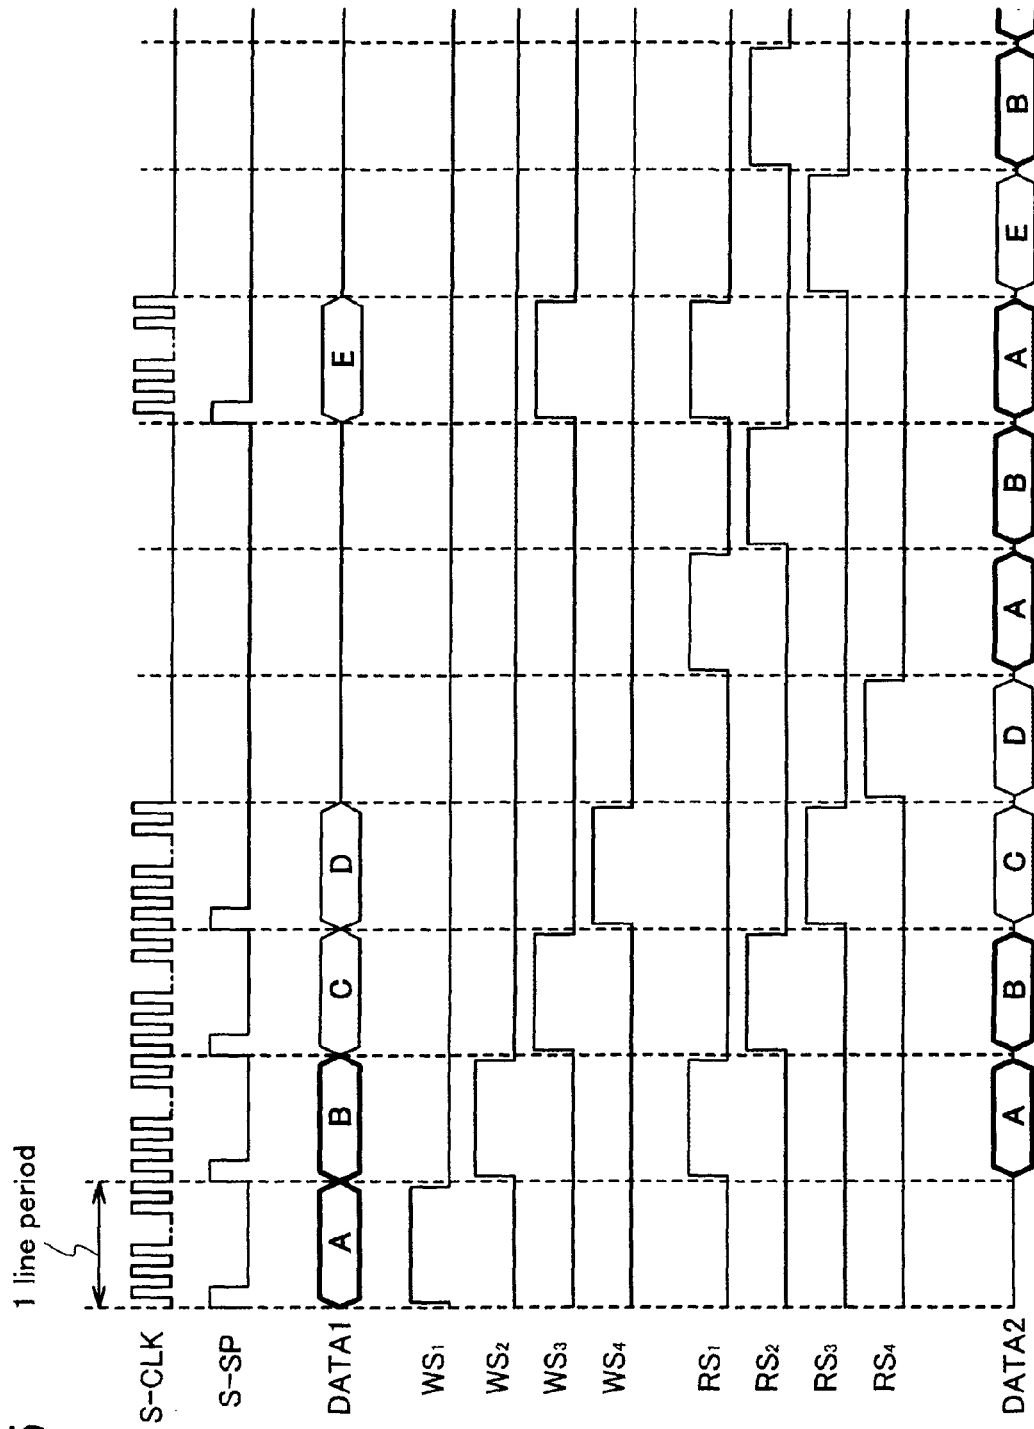 1 line period
S-CLK
S-SP
DATA1 A B C D E
WS1
WS2
WS3
WS4
RS1
RS2
RS3
RS4
DATA2 A B C D A B A E B